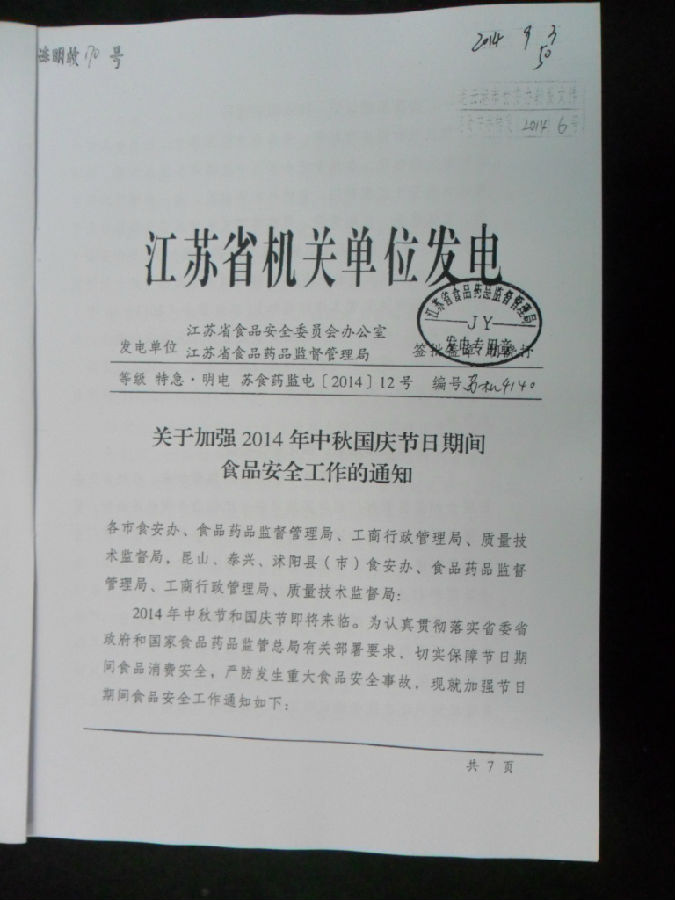 明收170号
2014 9 3
50
2014 6号
江苏省机关单位发电
江苏省食品药品监督管理局
JY
发电专用章
发电单位 江苏省食品安全委员会办公室
江苏省食品药品监督管理局 签批盖章
等级 特急·明电 苏食药监电〔2014〕12号 编号苏机4140
关于加强2014年中秋国庆节日期间
食品安全工作的通知
各市食安办、食品药品监督管理局、工商行政管理局、质量技
术监督局，昆山、泰兴、沭阳县（市）食安办、食品药品监督
管理局、工商行政管理局、质量技术监督局：
2014年中秋节和国庆节即将来临。为认真贯彻落实省委省
政府和国家食品药品监管总局有关部署要求，切实保障节日期
间食品消费安全，严防发生重大食品安全事故，现就加强节日
期间食品安全工作通知如下：
共 7 页